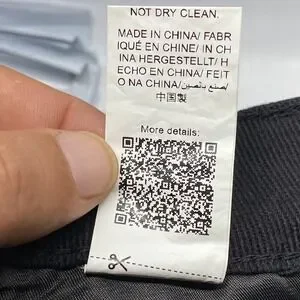 NOT DRY CLEAN.
MADE IN CHINA/ FABR
IQUÉ EN CHINE/ IN CH
INA HERGESTELLT/ H
ECHO EN CHINA/ FEIT
O NA CHINA/صنع بالصين/
中国製
More details: